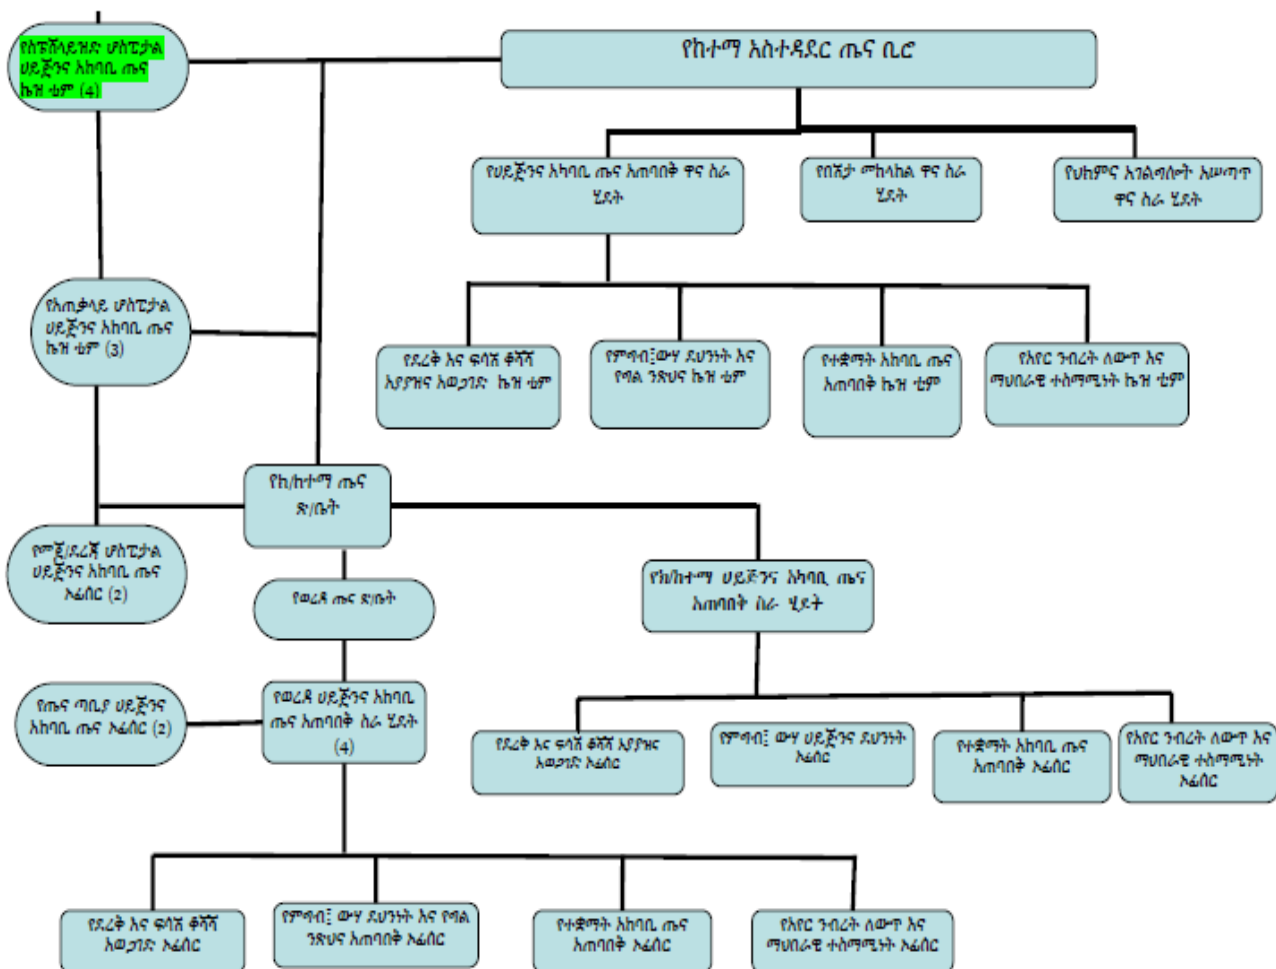 የስፔሻላይዝድ ሆስፒታል
ሀይጅንና አከባቢ ጤና
ኬዝ ቲም (4)
የከተማ አስተዳደር ጤና ቢሮ
የሀይጅንና አካባቢ ጤና አጠባበቅ ዋና ስራ
ሂደት
የበሽታ መከላከል ዋና ስራ
ሂደት
የህክምና አገልግሎት አሠጣጥ
ዋና ስራ ሂደት
የአጠቃላይ ሆስፒታል
ሀይጅንና አከባቢ ጤና
ኬዝ ቲም (3)
የደረቅ እና ፍሳሽ ቆሻሻ
አያያዝና አወጋገድ ኬዝ ቲም
የምግብ፤ውሃ ደህንነት እና
የግል ንጽህና ኬዝ ቲም
የተቋማት አከባቢ ጤና
አጠባበቅ ኬዝ ቲም
የአየር ንብረት ለውጥ እና
ማህበራዊ ተስማሚነት ኬዝ ቲም
የክ/ከተማ ጤና
ጽ/ቤት
የመጀ/ደረጃ ሆስፒታል
ሀይጅንና አከባቢ ጤና
ኦፊሰር (2)
የወረዳ ጤና ጽ/ቤት
የክ/ከተማ ሀይጅንና አካባቢ ጤና
አጠባበቅ ስራ ሂደት
የጤና ጣቢያ ሀይጅንና
አከባቢ ጤና ኦፊሰር (2)
የወረዳ ሀይጅንና አከባቢ
ጤና አጠባበቅ ስራ ሂደት
(4)
የደረቅ እና ፍሳሽ ቆሻሻ አያያዝና
አወጋገድ ኦፊሰር
የምግብ፤ ውሃ ሀይጅንና ደህንነት
ኦፊሰር
የተቋማት አከባቢ ጤና
አጠባበቅ ኦፊሰር
የአየር ንብረት ለውጥ እና
ማህበራዊ ተስማሚነት
ኦፊሰር
የደረቅ እና ፍሳሽ ቆሻሻ
አወጋገድ ኦፊሰር
የምግብ፤ ውሃ ደህንነት እና የግል
ንጽህና አጠባበቅ ኦፊሰር
የተቋማት አከባቢ ጤና
አጠባበቅ ኦፊሰር
የአየር ንብረት ለውጥ እና
ማህበራዊ ተስማሚነት ኦፊሰር